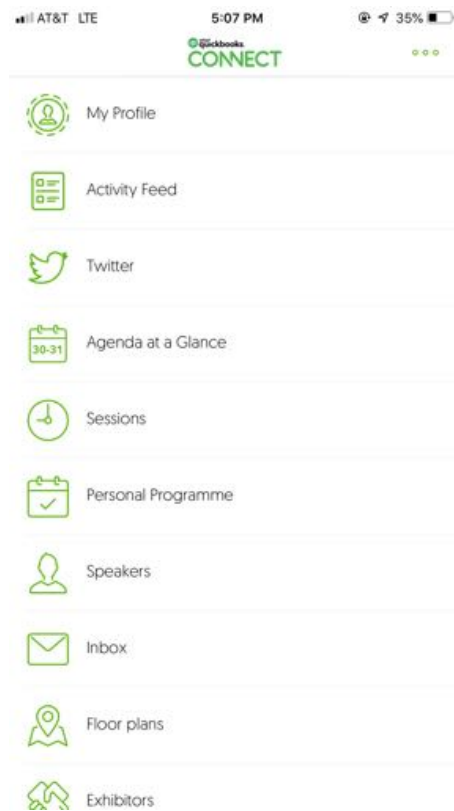 AT&T LTE 5:07 PM 35%
quickbooks.
CONNECT
My Profile
Activity Feed
Twitter
30-31
Agenda at a Glance
Sessions
Personal Programme
Speakers
Inbox
Floor plans
Exhibitors